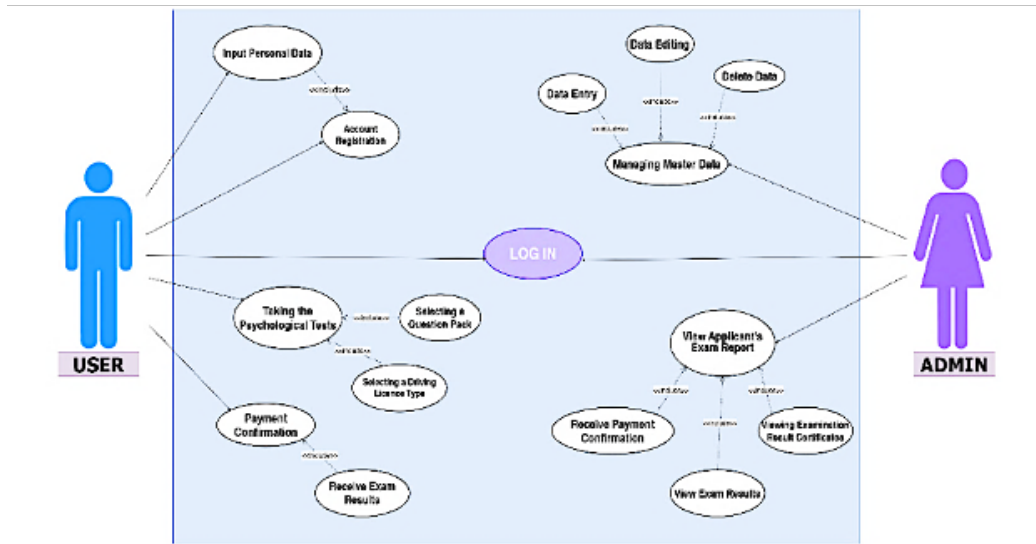 Input Personal Data
Account
Registration
Data Editing
Delete Data
Data Entry
Managing Master Data
LOG IN
USER
ADMIN
Taking the
Psychological Tests
Selecting a
Question Pack
Selecting a Driving
Licence Type
Payment
Confirmation
Receive Exam
Results
View Applicant's
Exam Report
Receive Payment
Confirmation
Viewing Examination
Result Certificates
View Exam Results